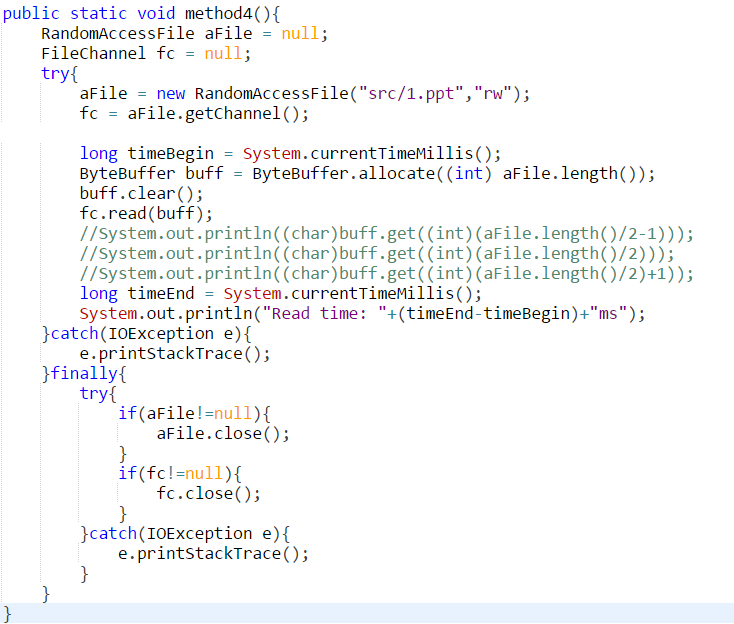 public static void method4(){
    RandomAccessFile aFile = null;
    FileChannel fc = null;
    try{
        aFile = new RandomAccessFile("src/1.ppt","rw");
        fc = aFile.getChannel();

        long timeBegin = System.currentTimeMillis();
        ByteBuffer buff = ByteBuffer.allocate((int) aFile.length());
        buff.clear();
        fc.read(buff);
        //System.out.println((char)buff.get((int)(aFile.length()/2-1)));
        //System.out.println((char)buff.get((int)(aFile.length()/2)));
        //System.out.println((char)buff.get((int)(aFile.length()/2)+1));
        long timeEnd = System.currentTimeMillis();
        System.out.println("Read time: "+(timeEnd-timeBegin)+"ms");
    }catch(IOException e){
        e.printStackTrace();
    }finally{
        try{
            if(aFile!=null){
                aFile.close();
            }
            if(fc!=null){
                fc.close();
            }
        }catch(IOException e){
            e.printStackTrace();
        }
    }
}